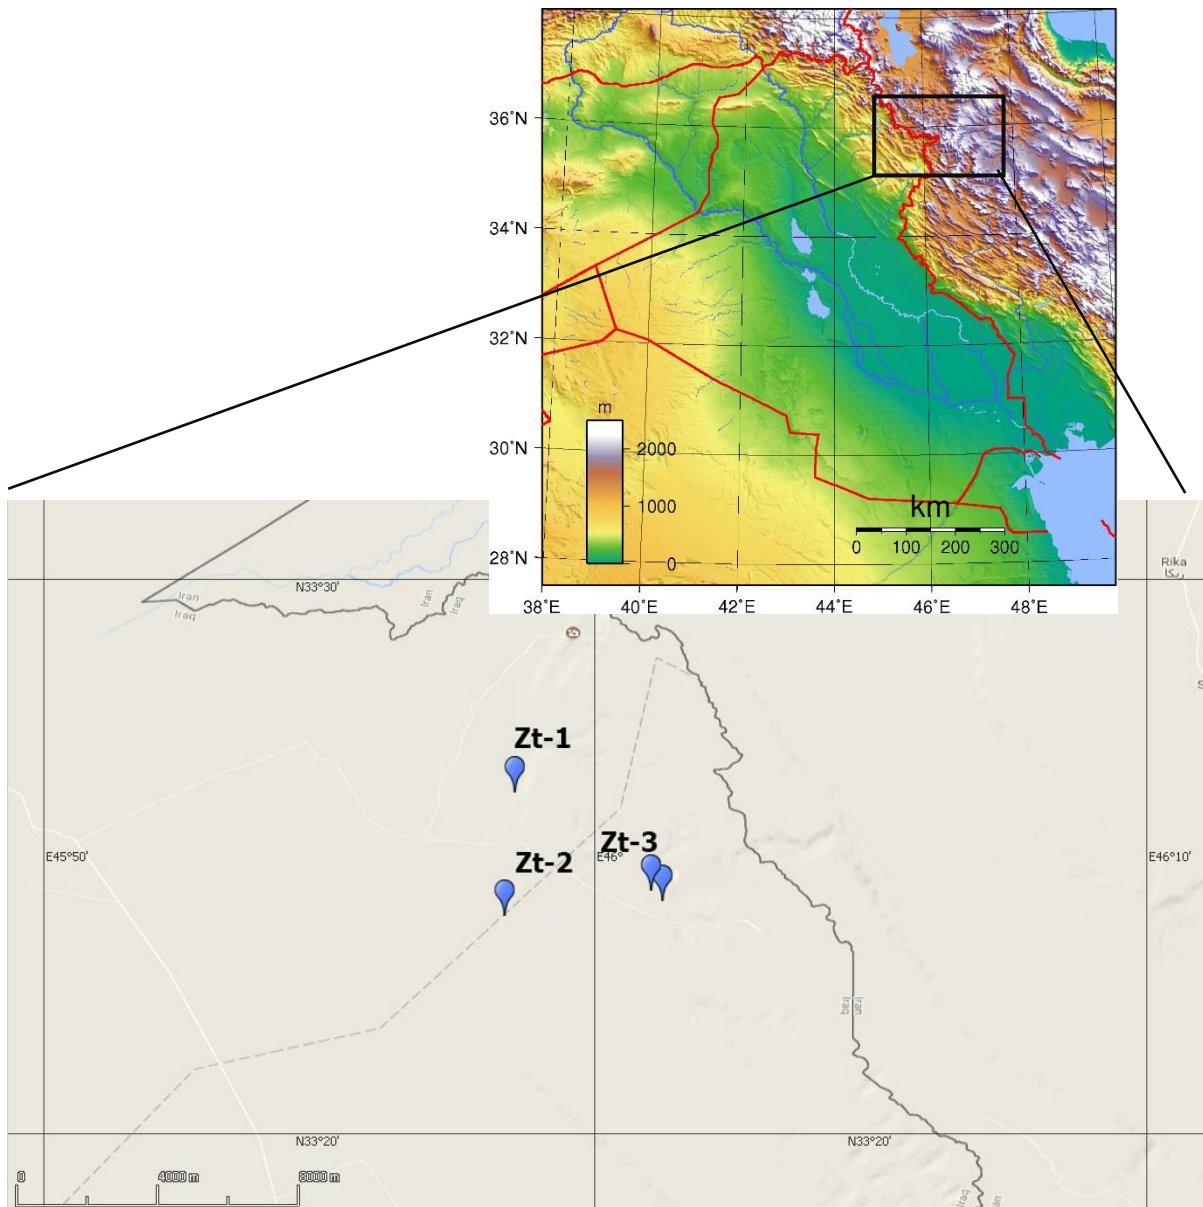 36˚N
34˚N
32˚N
30˚N
28˚N
m
2000
1000
0
km
0 100 200 300
38˚E 40˚E 42˚E 44˚E 46˚E 48˚E
Rika
ریکا
N33°30'
Iran
Iraq
Iran
Iraq
S
Zt-1
Zt-2
Zt-3
E45°50'
E46°
E46°10'
Iran
Iraq
N33°20'
N33°20'
0 4000 m 8000 m
Iraq
an